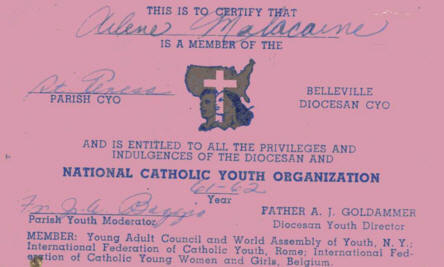 THIS IS TO CERTIFY THAT
Arlene
IS A MEMBER OF THE
St.
PARISH CYO
BELLEVILLE
DIOCESAN CYO
AND IS ENTITLED TO ALL THE PRIVILEGES AND
INDULGENCES OF THE DIOCESAN AND
NATIONAL CATHOLIC YOUTH ORGANIZATION
61-62
Year
Fr. J. A.
Parish Youth Moderator
FATHER A. J. GOLDAMMER
Diocesan Youth Director
MEMBER: Young Adult Council and World Assembly of Youth, N. Y.;
International Federation of Catholic Youth, Rome; International Fed-
eration of Catholic Young Women and Girls, Belgium.